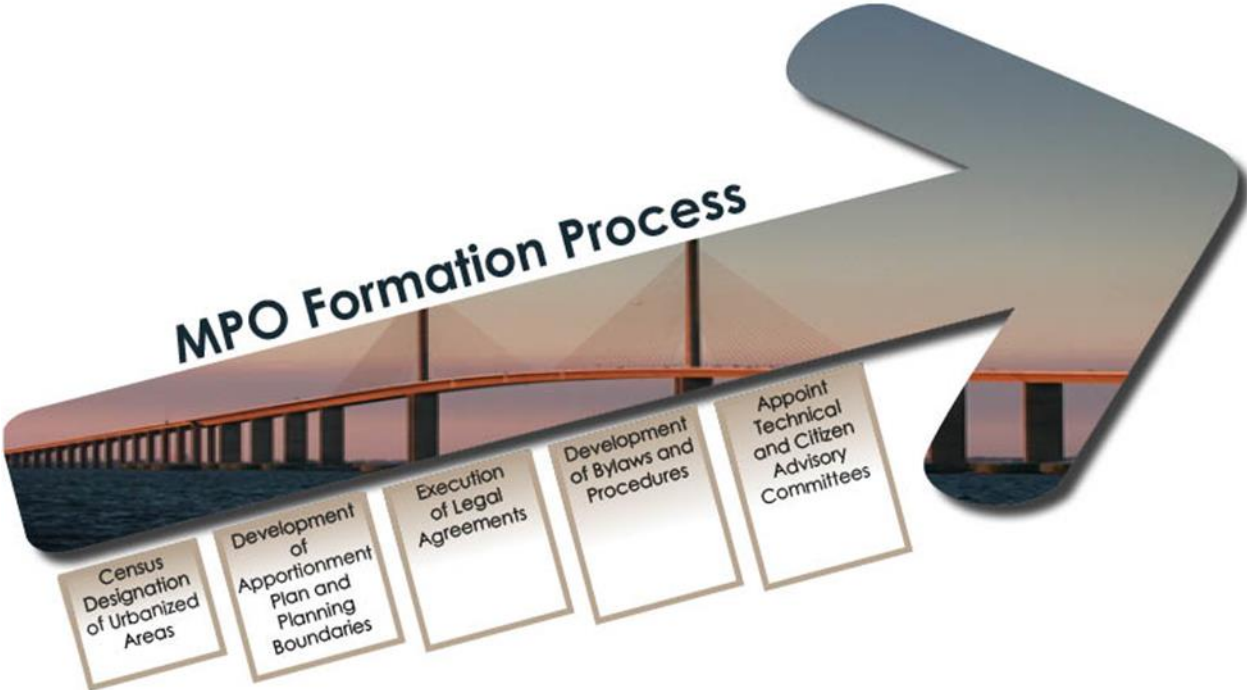 MPO Formation Process
Census
Designation
of Urbanized
Areas
Development
of
Apportionment
Plan and
Planning
Boundaries
Execution
of Legal
Agreements
Development
of Bylaws and
Procedures
Appoint
Technical
and Citizen
Advisory
Committees